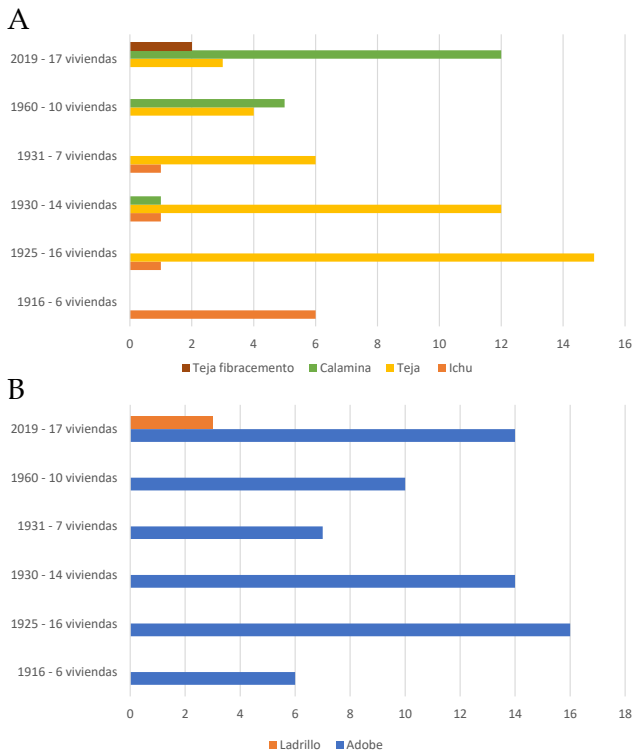 A
2019 - 17 viviendas
1960 - 10 viviendas
1931 - 7 viviendas
1930 - 14 viviendas
1925 - 16 viviendas
1916 - 6 viviendas
0 2 4 6 8 10 12 14 16
Teja fibracemento Calamina Teja Ichu
B
2019 - 17 viviendas
1960 - 10 viviendas
1931 - 7 viviendas
1930 - 14 viviendas
1925 - 16 viviendas
1916 - 6 viviendas
0 2 4 6 8 10 12 14 16 18
Ladrillo Adobe